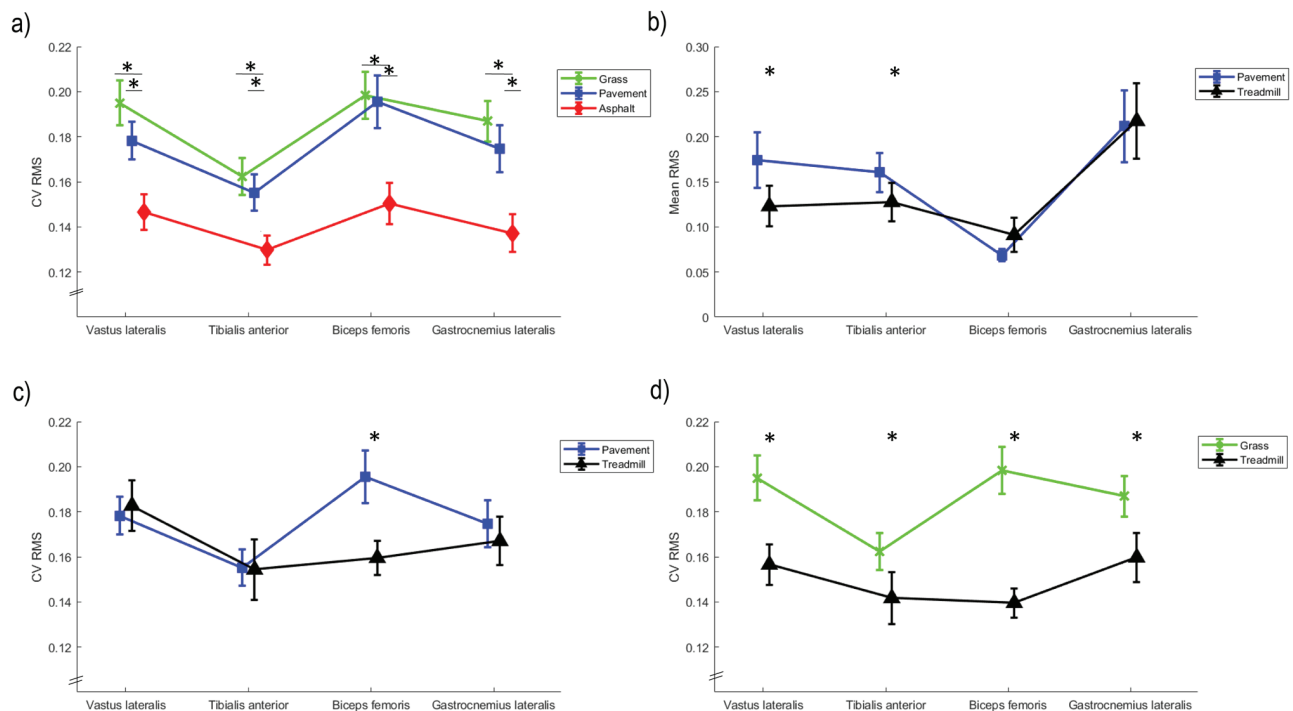 a)
CV RMS
0.22
0.20
0.18
0.16
0.14
0.12
* * * *
* * * *
Grass
Pavement
Asphalt
Vastus lateralis Tibialis anterior Biceps femoris Gastrocnemius lateralis
b)
Mean RMS
0.30
0.25
0.20
0.15
0.10
0.05
0
* *
Pavement
Treadmill
Vastus lateralis Tibialis anterior Biceps femoris Gastrocnemius lateralis
c)
CV RMS
0.22
0.20
0.18
0.16
0.14
0.12
*
Pavement
Treadmill
Vastus lateralis Tibialis anterior Biceps femoris Gastrocnemius lateralis
d)
CV RMS
0.22
0.20
0.18
0.16
0.14
0.12
* * * *
Grass
Treadmill
Vastus lateralis Tibialis anterior Biceps femoris Gastrocnemius lateralis